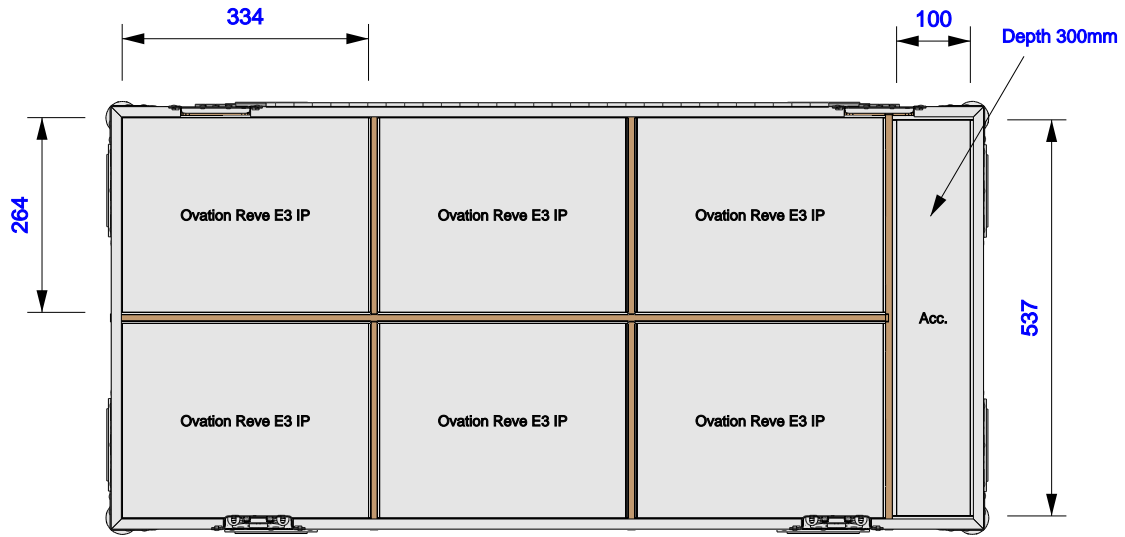 334
100
Depth 300mm
264
Ovation Reve E3 IP
Ovation Reve E3 IP
Ovation Reve E3 IP
537
Acc.
Ovation Reve E3 IP
Ovation Reve E3 IP
Ovation Reve E3 IP